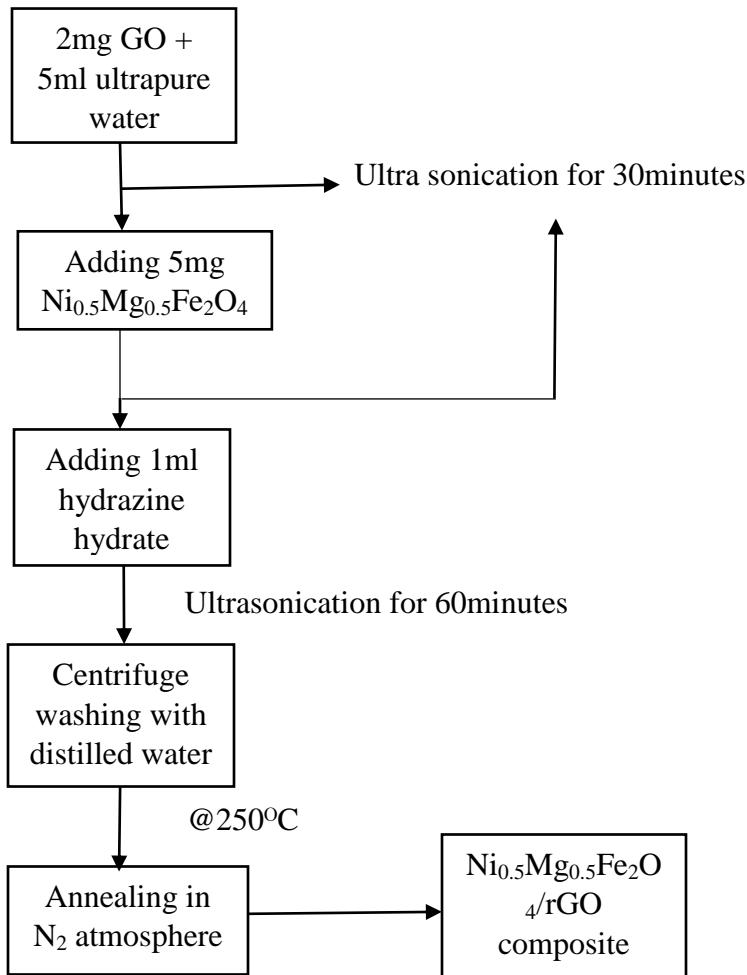 2mg GO +
5ml ultrapure
water
Ultra sonication for 30minutes
Adding 5mg
Ni₀.₅Mg₀.₅Fe₂O₄
Adding 1ml
hydrazine
hydrate
Ultrasonication for 60minutes
Centrifuge
washing with
distilled water
@250ᴼC
Annealing in
N₂ atmosphere
Ni₀.₅Mg₀.₅Fe₂O
₄/rGO
composite